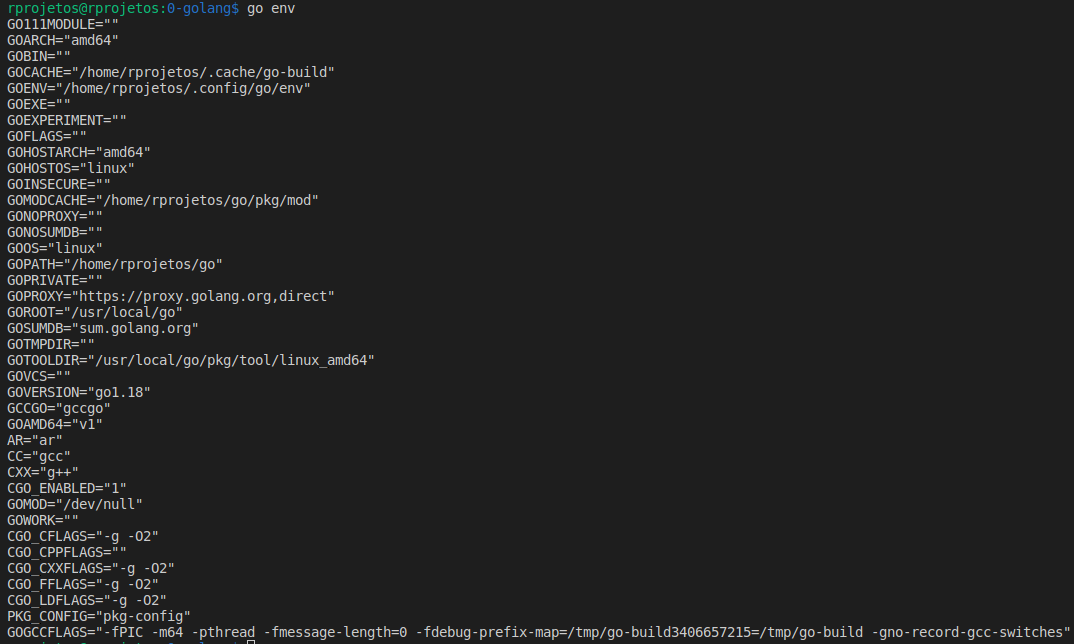 rprojetos@rprojetos:0-golang$ go env
GO111MODULE=""
GOARCH="amd64"
GOBIN=""
GOCACHE="/home/rprojetos/.cache/go-build"
GOENV="/home/rprojetos/.config/go/env"
GOEXE=""
GOEXPERIMENT=""
GOFLAGS=""
GOHOSTARCH="amd64"
GOHOSTOS="linux"
GOINSECURE=""
GOMODCACHE="/home/rprojetos/go/pkg/mod"
GONOPROXY=""
GONOSUMDB=""
GOOS="linux"
GOPATH="/home/rprojetos/go"
GOPRIVATE=""
GOPROXY="https://proxy.golang.org,direct"
GOROOT="/usr/local/go"
GOSUMDB="sum.golang.org"
GOTMPDIR=""
GOTOOLDIR="/usr/local/go/pkg/tool/linux_amd64"
GOVCS=""
GOVERSION="go1.18"
GCCGO="gccgo"
GOAMD64="v1"
AR="ar"
CC="gcc"
CXX="g++"
CGO_ENABLED="1"
GOMOD="/dev/null"
GOWORK=""
CGO_CFLAGS="-g -O2"
CGO_CPPFLAGS=""
CGO_CXXFLAGS="-g -O2"
CGO_FFLAGS="-g -O2"
CGO_LDFLAGS="-g -O2"
PKG_CONFIG="pkg-config"
GOGCCFLAGS="-fPIC -m64 -pthread -fmessage-length=0 -fdebug-prefix-map=/tmp/go-build3406657215=/tmp/go-build -gno-record-gcc-switches"